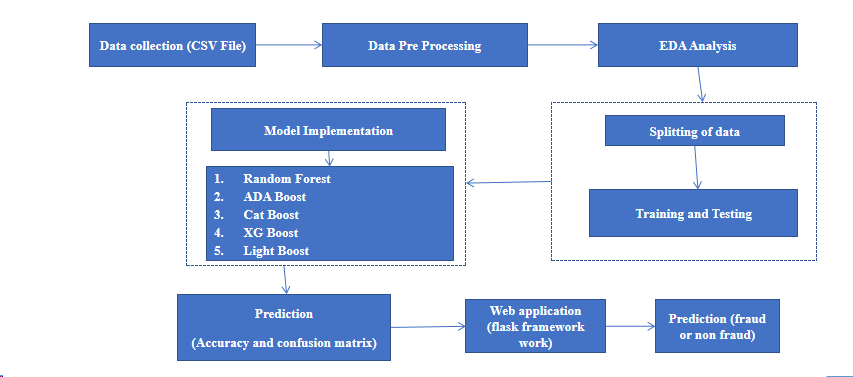 Data collection (CSV File)
Data Pre Processing
EDA Analysis
Splitting of data
Training and Testing
Model Implementation
1. Random Forest
2. ADA Boost
3. Cat Boost
4. XG Boost
5. Light Boost
Prediction
(Accuracy and confusion matrix)
Web application
(flask framework
work)
Prediction (fraud
or non fraud)